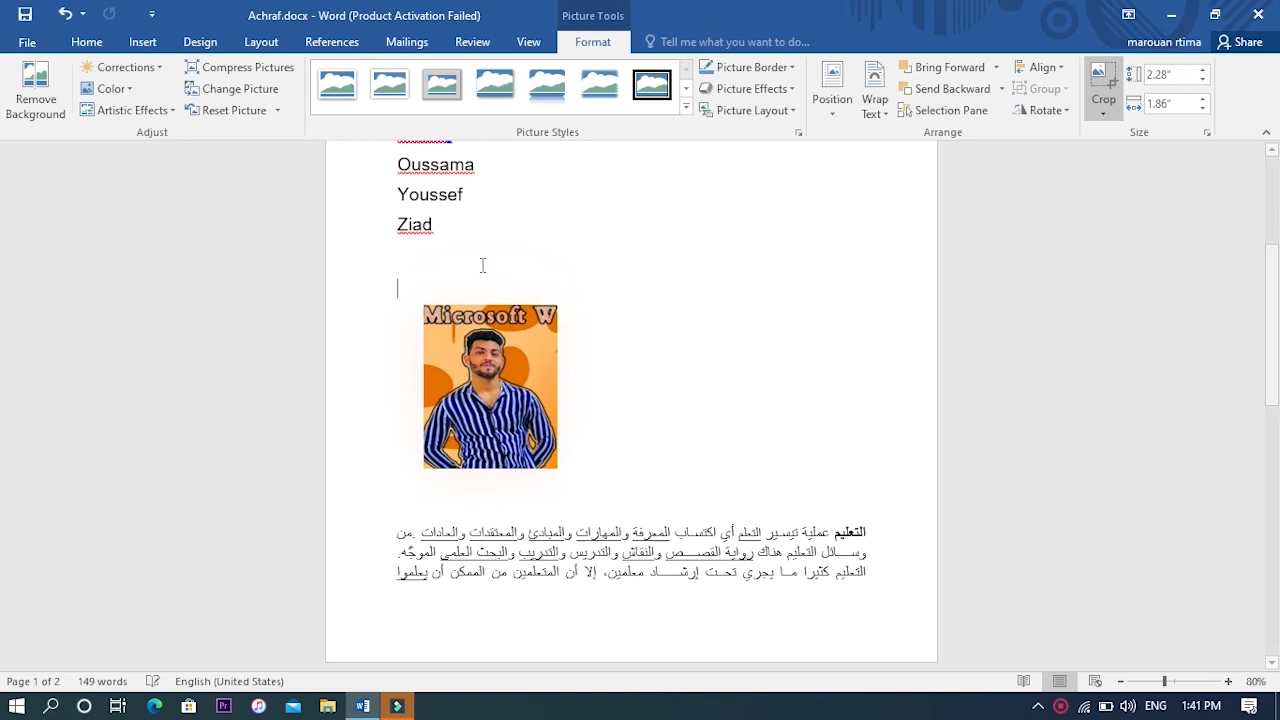 Achraf.docx - Word (Product Activation Failed)
Picture Tools
File
Home
Insert
Design
Layout
References
Mailings
Review
View
Format
Tell me what you want to do...
marouan rtima
Share
Remove
Background
Corrections
Color
Artistic Effects
Compress Pictures
Change Picture
Reset Picture
Adjust
Picture Border
Picture Effects
Picture Layout
Picture Styles
Position
Wrap
Text
Bring Forward
Send Backward
Selection Pane
Align
Group
Rotate
Arrange
Crop
2.28"
1.86"
Size
Oussama
Youssef
Ziad
Microsoft W
التعليم عملية تيسير التعلم أي اكتساب المعرفة والمهارات والمبادئ والمعتقدات والعادات .من
وسائل التعليم هناك رواية القصص والنقاش والتدريس والتدريب والبحث العلمي الموجّه.
التعليم كثيرا ما يجري تحت إرشاد معلمين، إلا أن المتعلمين من الممكن أن يعلموا
Page 1 of 2
149 words
English (United States)
80%
Pr
ENG
1:41 PM